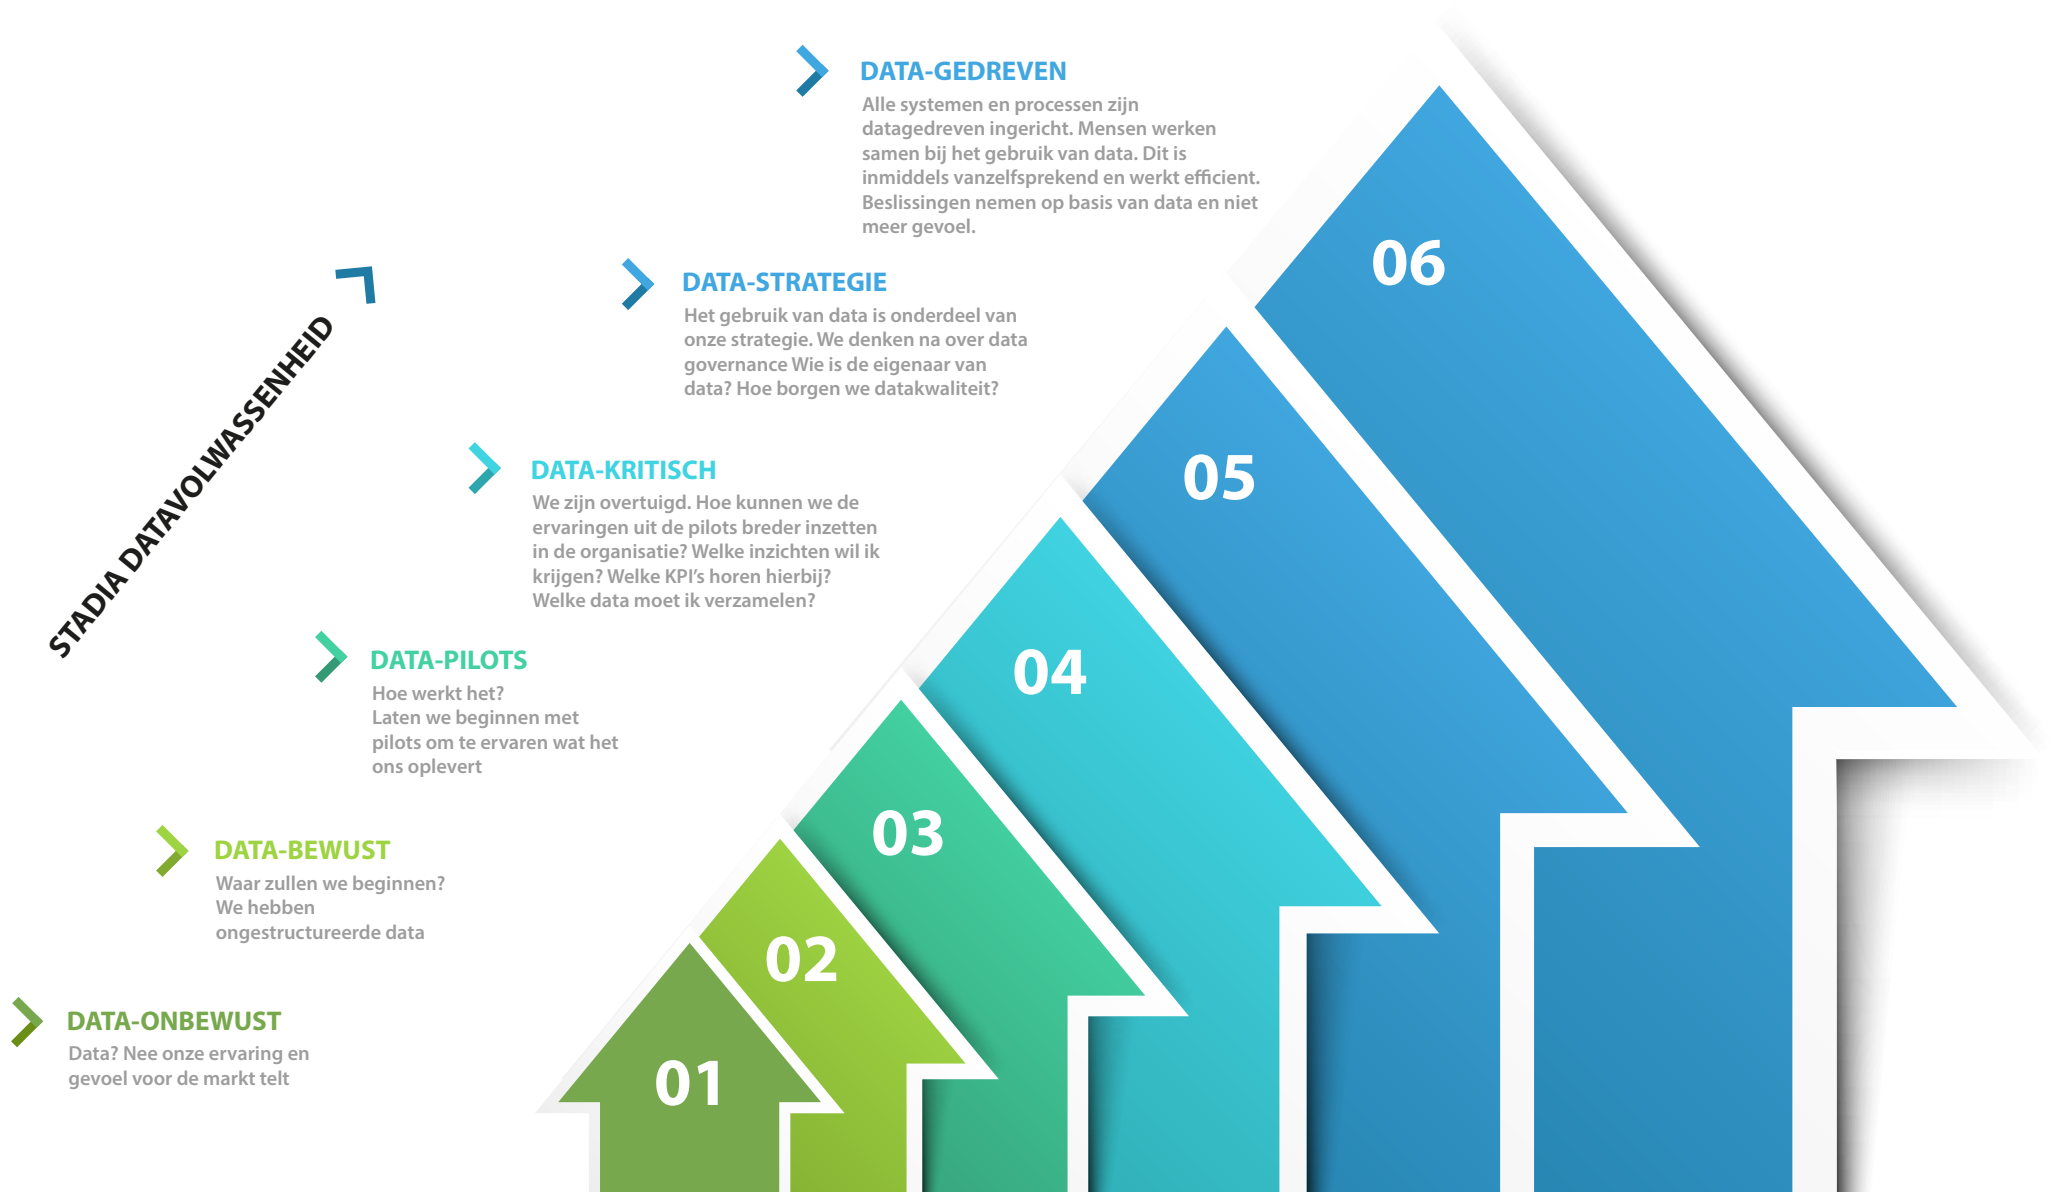 DATA-GEDREVEN
Alle systemen en processen zijn
datagedreven ingericht. Mensen werken
samen bij het gebruik van data. Dit is
inmiddels vanzelfsprekend en werkt efficient.
Beslissingen nemen op basis van data en niet
meer gevoel.
06
DATA-STRATEGIE
Het gebruik van data is onderdeel van
onze strategie. We denken na over data
governance Wie is de eigenaar van
data? Hoe borgen we datakwaliteit?
05
STADIA DATAVOLWASSENHEID
DATA-KRITISCH
We zijn overtuigd. Hoe kunnen we de
ervaringen uit de pilots breder inzetten
in de organisatie? Welke inzichten wil ik
krijgen? Welke KPI’s horen hierbij?
Welke data moet ik verzamelen?
04
DATA-PILOTS
Hoe werkt het?
Laten we beginnen met
pilots om te ervaren wat het
ons oplevert
03
DATA-BEWUST
Waar zullen we beginnen?
We hebben
ongestructureerde data
02
DATA-ONBEWUST
Data? Nee onze ervaring en
gevoel voor de markt telt
01